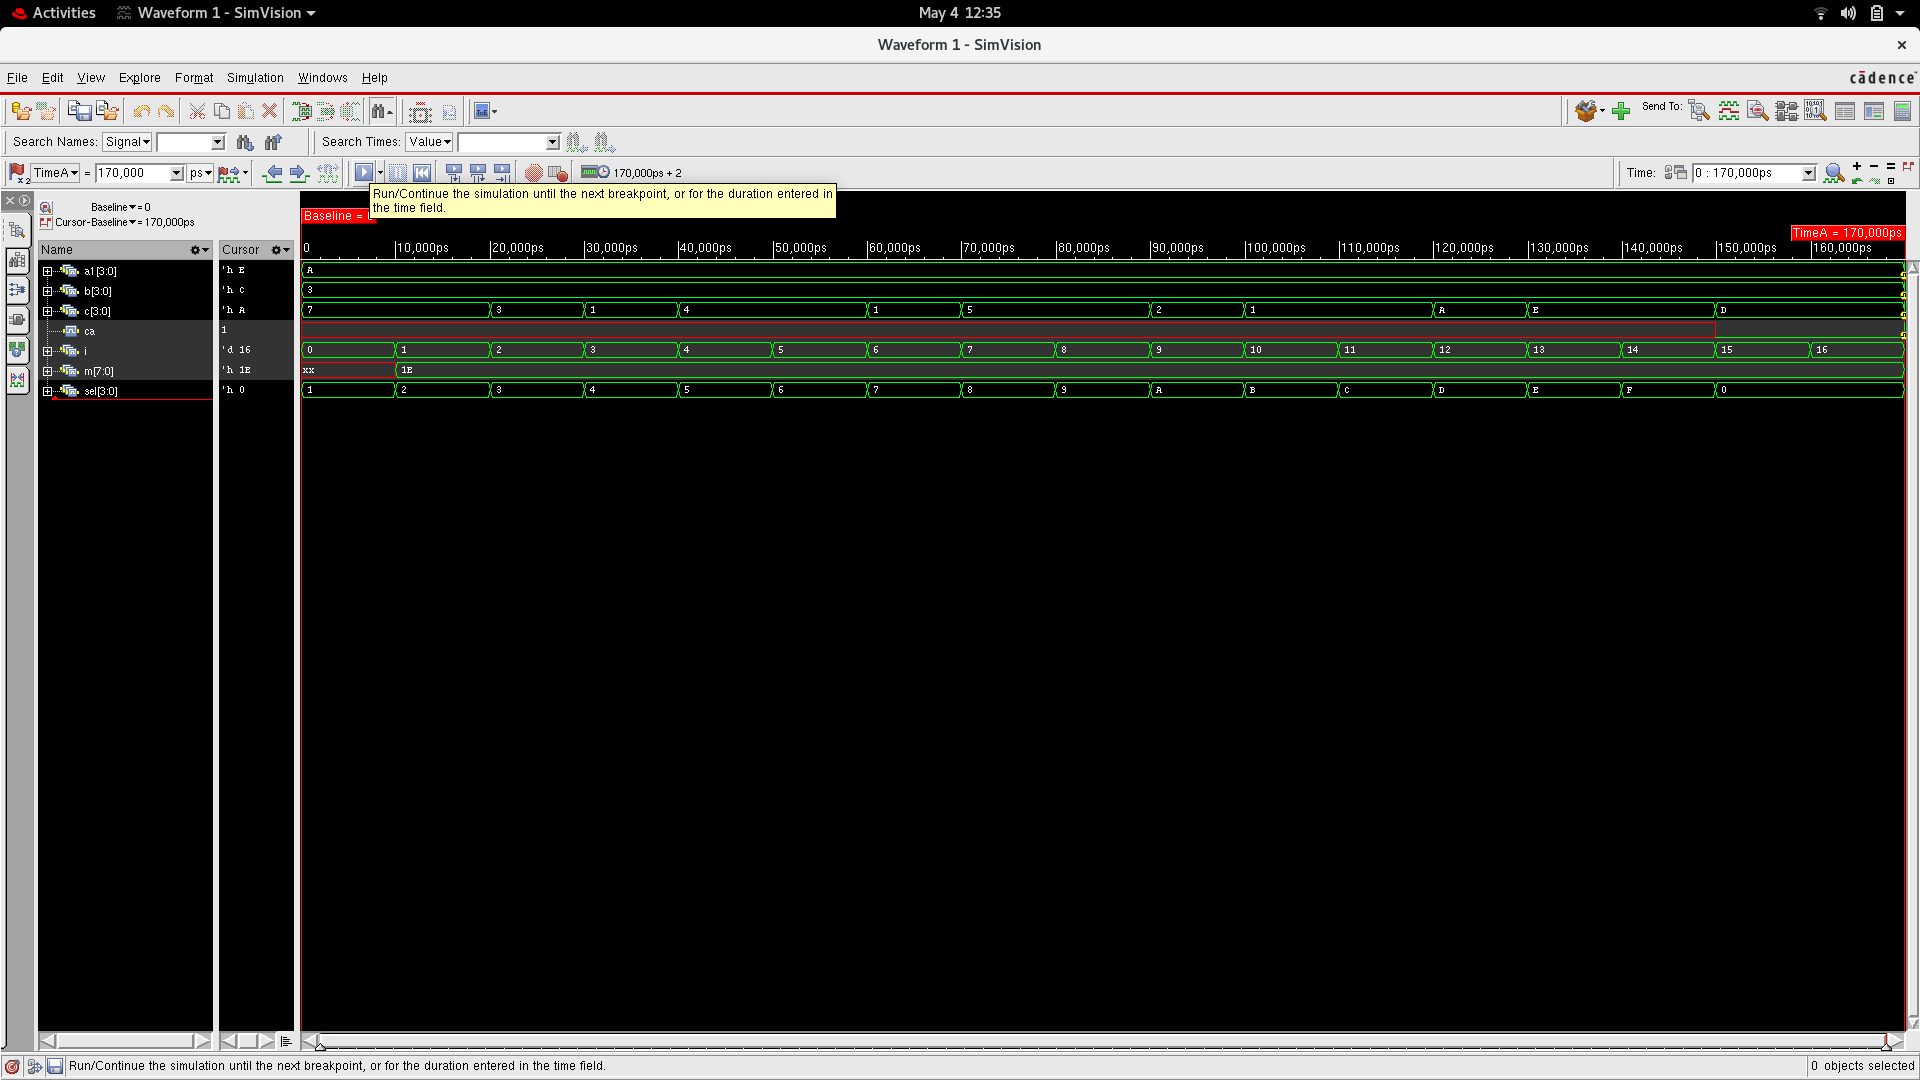 Activities Waveform 1 - SimVision May 4 12:35
Waveform 1 - SimVision
File Edit View Explore Format Simulation Windows Help cādence
Send To:
Search Names: Signal Search Times: Value
TimeA = 170,000 ps 170,000ps + 2 Time: 0 : 170,000ps
Run/Continue the simulation until the next breakpoint, or for the duration entered in
the time field.
Baseline = 0
Cursor-Baseline = 170,000ps
Baseline =
TimeA = 170,000ps
Name Cursor 0 10,000ps 20,000ps 30,000ps 40,000ps 50,000ps 60,000ps 70,000ps 80,000ps 90,000ps 100,000ps 110,000ps 120,000ps 130,000ps 140,000ps 150,000ps 160,000ps
a1[3:0] 'h E A
b[3:0] 'h C 3
c[3:0] 'h A 7 3 1 4 1 5 2 1 A E D
ca 1
i 'd 16 0 1 2 3 4 5 6 7 8 9 10 11 12 13 14 15 16
m[7:0] 'h 1E xx 1E
sel[3:0] 'h 0 1 2 3 4 5 6 7 8 9 A B C D E F 0
Run/Continue the simulation until the next breakpoint, or for the duration entered in the time field. 0 objects selected